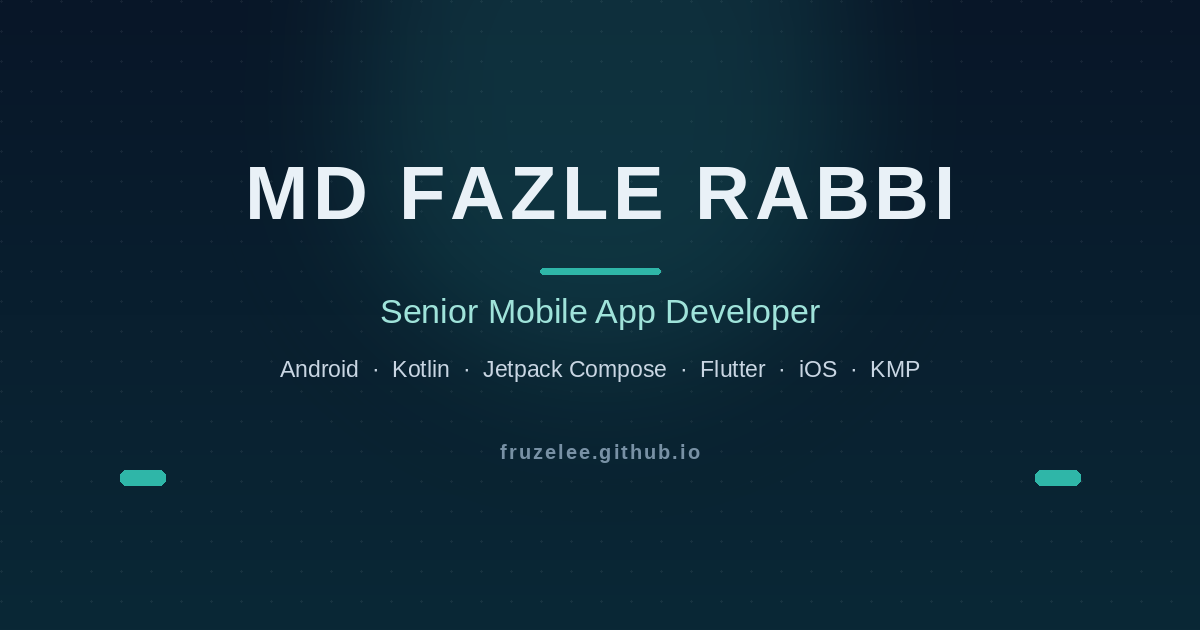 MD FAZLE RABBI
Senior Mobile App Developer
Android · Kotlin · Jetpack Compose · Flutter · iOS · KMP
fruzelee.github.io